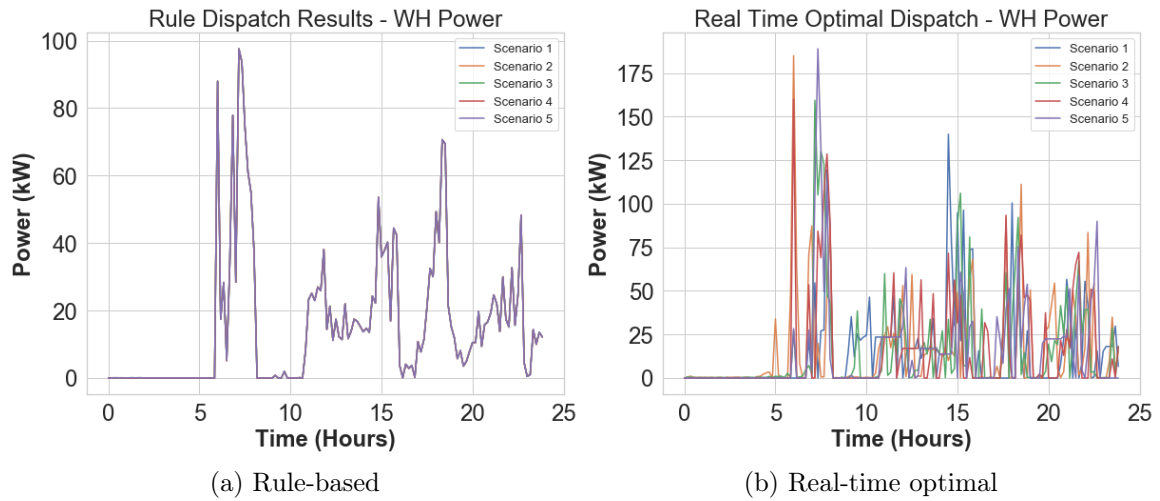 Rule Dispatch Results - WH Power
100
80
60
40
20
0
Power (kW)
0 5 10 15 20 25
Time (Hours)
Scenario 1
Scenario 2
Scenario 3
Scenario 4
Scenario 5
(a) Rule-based
Real Time Optimal Dispatch - WH Power
175
150
125
100
75
50
25
0
Power (kW)
0 5 10 15 20 25
Time (Hours)
Scenario 1
Scenario 2
Scenario 3
Scenario 4
Scenario 5
(b) Real-time optimal